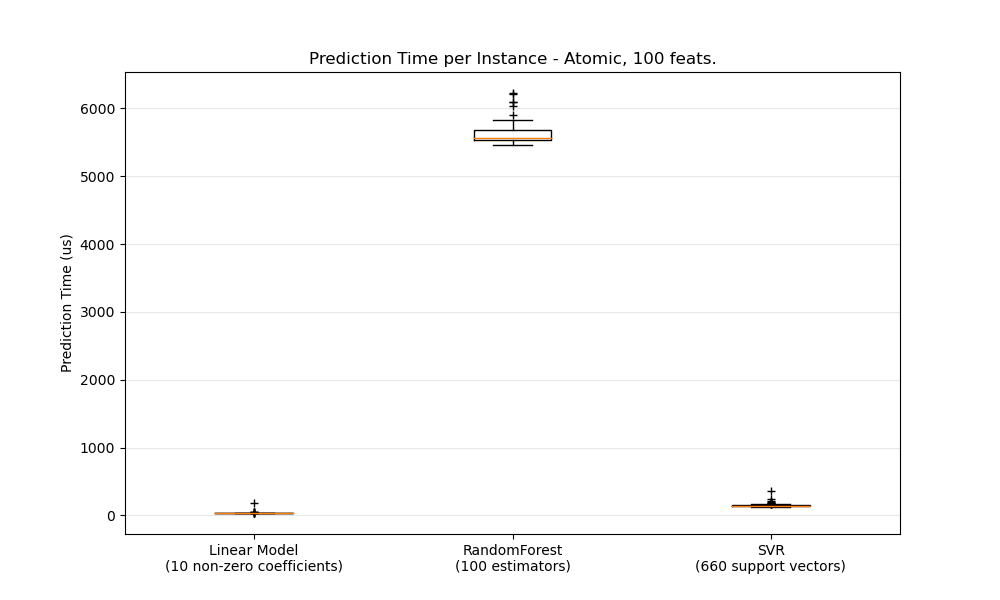 Prediction Time per Instance - Atomic, 100 feats.
Prediction Time (us)
6000
5000
4000
3000
2000
1000
0
Linear Model
(10 non-zero coefficients)
RandomForest
(100 estimators)
SVR
(660 support vectors)